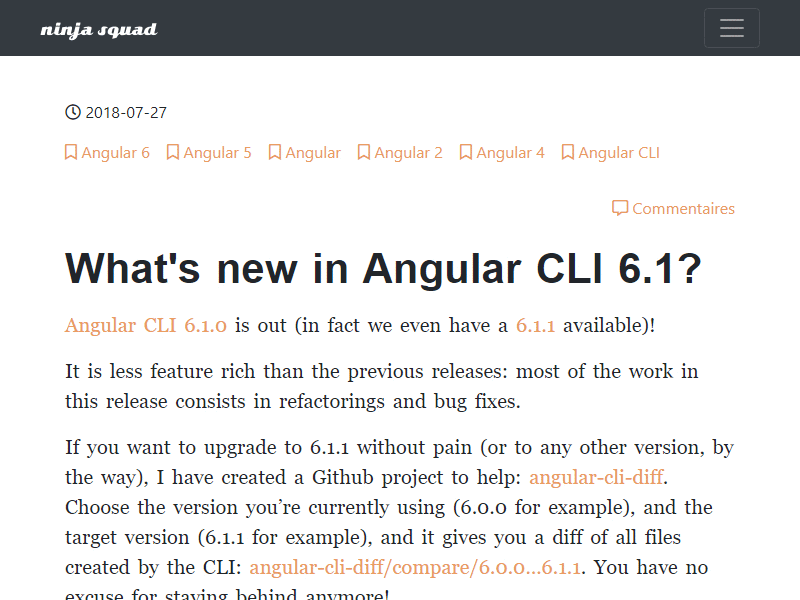 ninja squad
2018-07-27
Angular 6 Angular 5 Angular Angular 2 Angular 4 Angular CLI
Commentaires
What's new in Angular CLI 6.1?
Angular CLI 6.1.0 is out (in fact we even have a 6.1.1 available)!
It is less feature rich than the previous releases: most of the work in
this release consists in refactorings and bug fixes.
If you want to upgrade to 6.1.1 without pain (or to any other version, by
the way), I have created a Github project to help: angular-cli-diff.
Choose the version you’re currently using (6.0.0 for example), and the
target version (6.1.1 for example), and it gives you a diff of all files
created by the CLI: angular-cli-diff/compare/6.0.0…6.1.1. You have no
excuse for staying behind anymore!